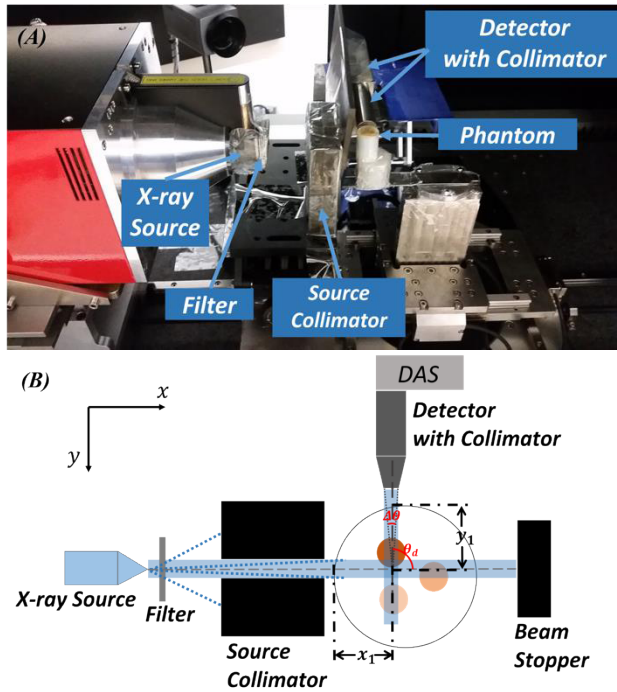 (A)
Detector
with Collimator
Phantom
X-ray
Source
Filter
Source
Collimator
(B)
x
y
DAS
Detector
with Collimator
Δθ
θd
y1
X-ray Source
Filter
Source
Collimator
x1
Beam
Stopper